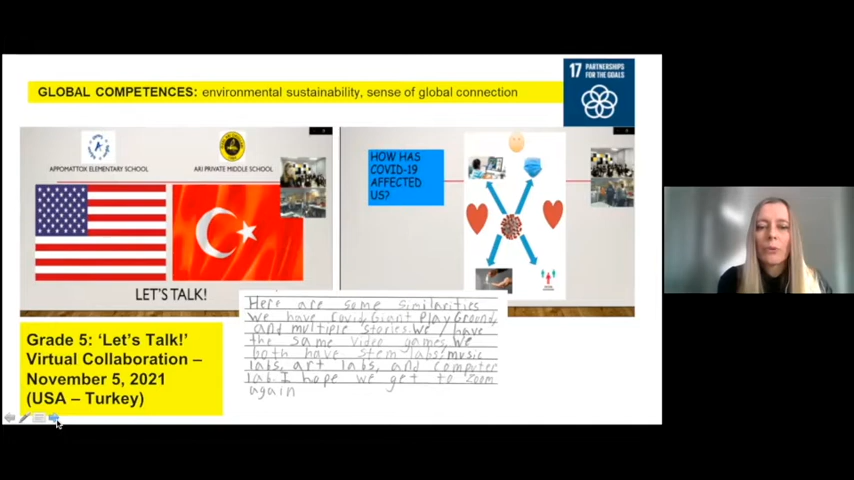 17 PARTNERSHIPS
FOR THE GOALS
GLOBAL COMPETENCES: environmental sustainability, sense of global connection
APPOMATTOX ELEMENTARY SCHOOL
ARI PRIVATE MIDDLE SCHOOL
LET'S TALK!
HOW HAS
COVID-19
AFFECTED
US?
Here are some similarities
we have Covid, Giant Play Ground,
and multiple stories. We have
the same video games, We
both have stem labs, music
labs, art labs, and computer
lab. I hope we get to zoom
again
Grade 5: 'Let's Talk!'
Virtual Collaboration –
November 5, 2021
(USA – Turkey)